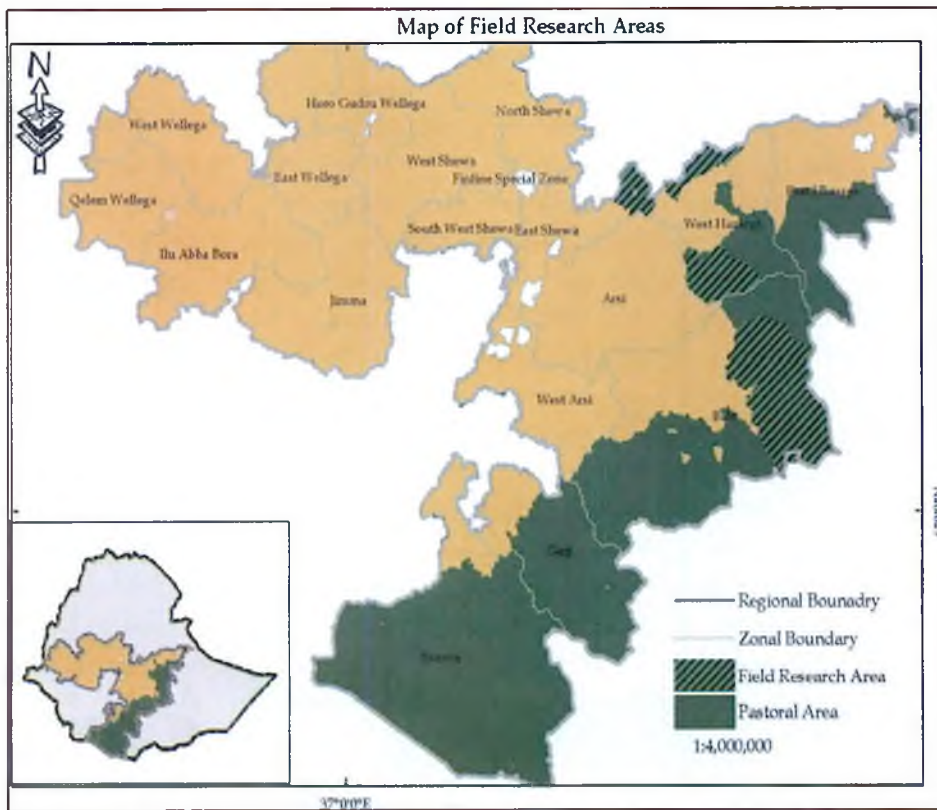 Map of Field Research Areas
N
Horo Gudru Wellega
North Shewa
West Wellega
West Shewa
East Wellega
Finfine Special Zone
Qelem Wellega
West Hararge
South West Shewa
East Shewa
Ilu Abba Bora
Jimma
Arsi
West Arsi
Guji
Borena
Regional Bounadry
Zonal Boundary
Field Research Area
Pastoral Area
1:4,000,000
37°0'0"E